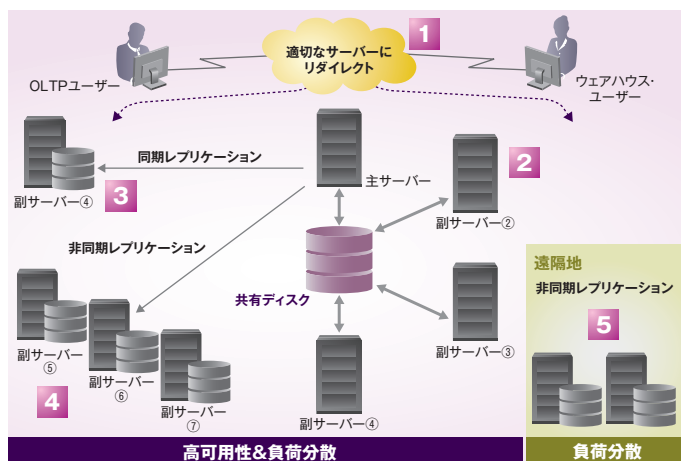 適切なサーバーに
リダイレクト
1
OLTPユーザー
ウェアハウス・
ユーザー
同期レプリケーション
主サーバー
2
3
副サーバー④
副サーバー②
非同期レプリケーション
共有ディスク
遠隔地
非同期レプリケーション
5
副サーバー
⑤
副サーバー
⑥
副サーバー
⑦
4
副サーバー③
副サーバー④
高可用性&負荷分散
負荷分散